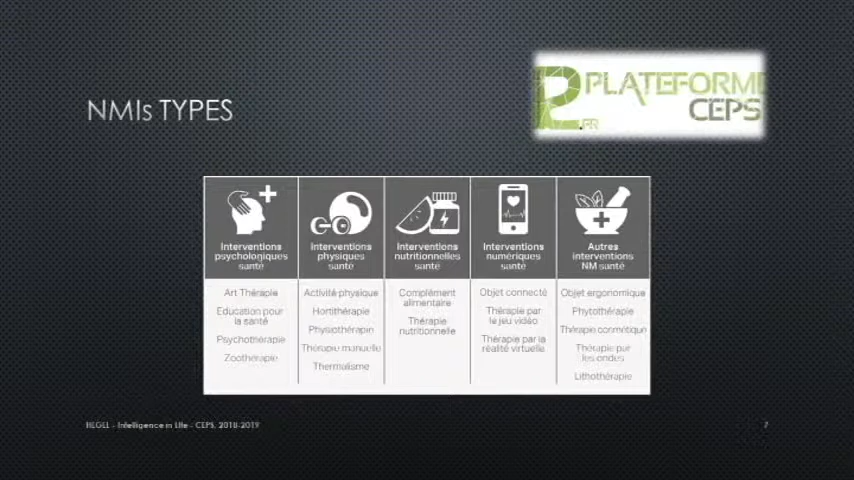 NMIs TYPES
PLATEFORME
CEPS
.FR
Interventions
psychologiques
santé
Interventions
physiques
santé
Interventions
nutritionnelles
santé
Interventions
numériques
santé
Autres
interventions
NM santé
Art Thérapie
Education pour
la santé
Psychothérapie
Zoothérapie
Activité physique
Hortithérapie
Physiothérapie
Thérapie manuelle
Thermalisme
Complément
alimentaire
Thérapie
nutritionnelle
Objet connecté
Thérapie par
le jeu vidéo
Thérapie par la
réalité virtuelle
Objet ergonomique
Phytothérapie
Thérapie cosmétique
Thérapie par
les ondes
Lithothérapie
- Intelligence in Life - CEPS, 2018-2019
7